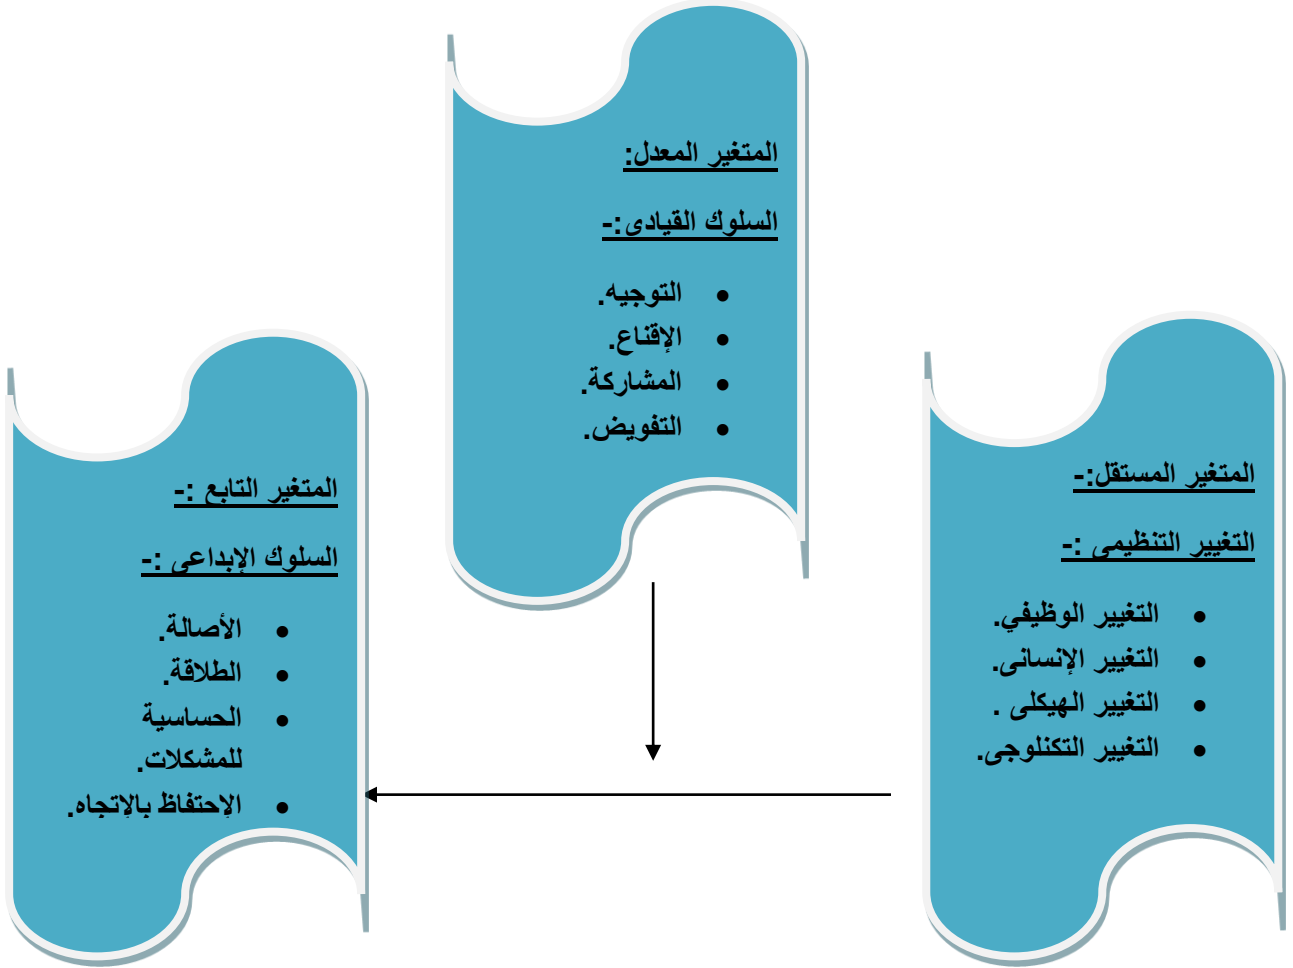 المتغير المعدل:
السلوك القيادى:-
• التوجيه.
• الإقناع.
• المشاركة.
• التفويض.
المتغير المستقل:-
التغيير التنظيمى :-
• التغيير الوظيفي.
• التغيير الإنسانى.
• التغيير الهيكلى .
• التغيير التكنلوجى.
المتغير التابع :-
السلوك الإبداعى :-
• الأصالة.
• الطلاقة.
• الحساسية
للمشكلات.
• الإحتفاظ بالإتجاه.